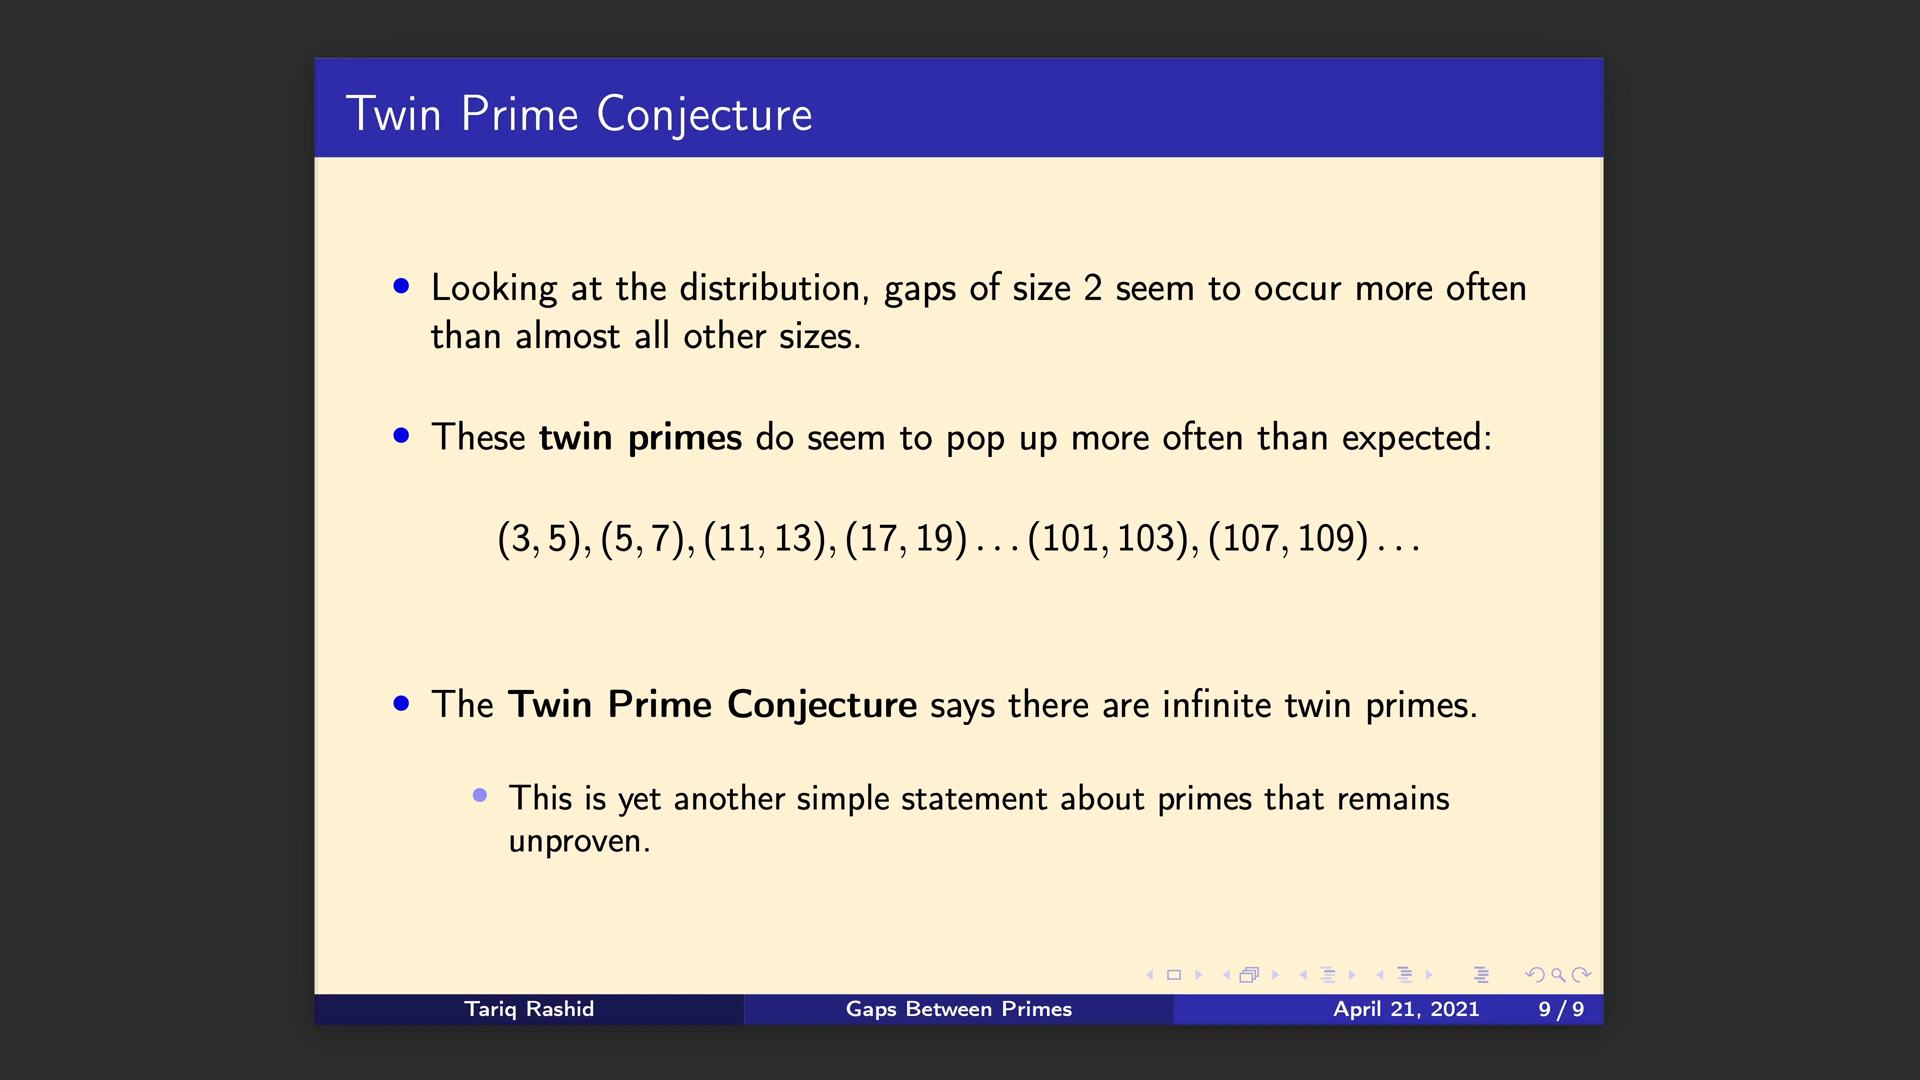 Twin Prime Conjecture
Looking at the distribution, gaps of size 2 seem to occur more often
than almost all other sizes.
These twin primes do seem to pop up more often than expected:
(3, 5), (5, 7), (11, 13), (17, 19) . . . (101, 103), (107, 109) . . .
The Twin Prime Conjecture says there are infinite twin primes.
This is yet another simple statement about primes that remains
unproven.
Tariq Rashid Gaps Between Primes April 21, 2021 9 / 9